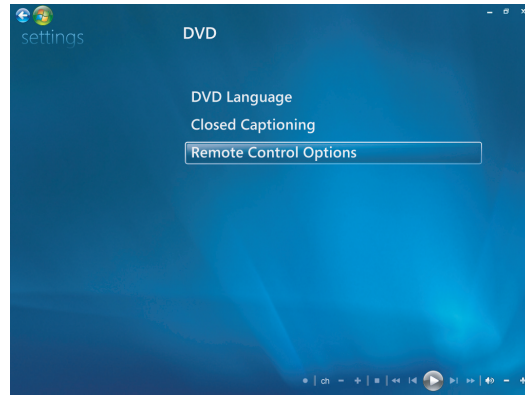 settings
DVD
DVD Language
Closed Captioning
Remote Control Options
ch